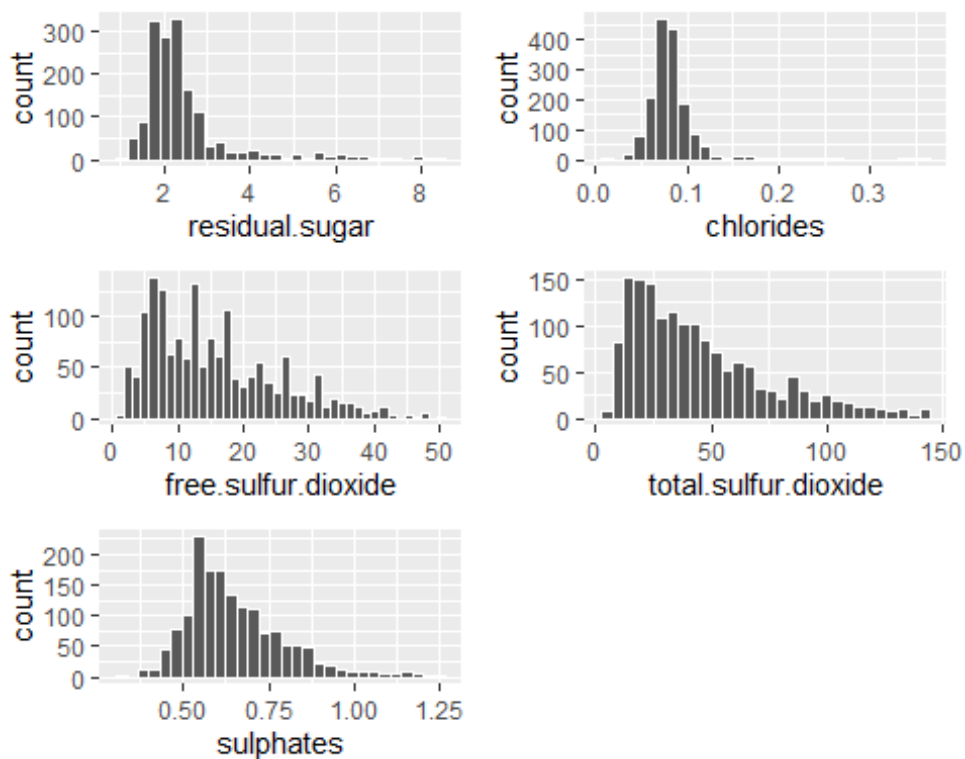 300
200
100
0
count
2 4 6 8
residual.sugar
400
300
200
100
0
count
0.0 0.1 0.2 0.3
chlorides
100
50
0
count
0 10 20 30 40 50
free.sulfur.dioxide
150
100
50
0
count
0 50 100 150
total.sulfur.dioxide
200
150
100
50
0
count
0.50 0.75 1.00 1.25
sulphates